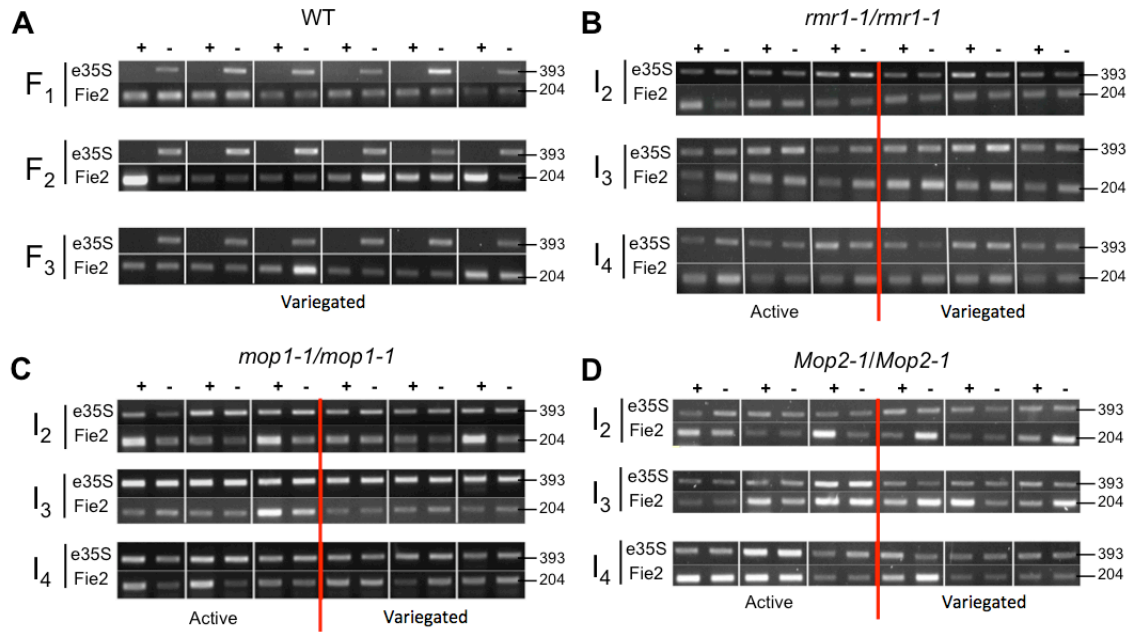 A
WT
+ - + - + - + - + - + -
F1
e35S
Fie2
393
204
F2
e35S
Fie2
393
204
F3
e35S
Fie2
393
204
Variegated
B
rmr1-1/rmr1-1
+ - + - + - + - + - + -
I2
e35S
Fie2
393
204
I3
e35S
Fie2
393
204
I4
e35S
Fie2
393
204
Active
Variegated
C
mop1-1/mop1-1
+ - + - + - + - + - + -
I2
e35S
Fie2
393
204
I3
e35S
Fie2
393
204
I4
e35S
Fie2
393
204
Active
Variegated
D
Mop2-1/Mop2-1
+ - + - + - + - + - + -
I2
e35S
Fie2
393
204
I3
e35S
Fie2
393
204
I4
e35S
Fie2
393
204
Active
Variegated